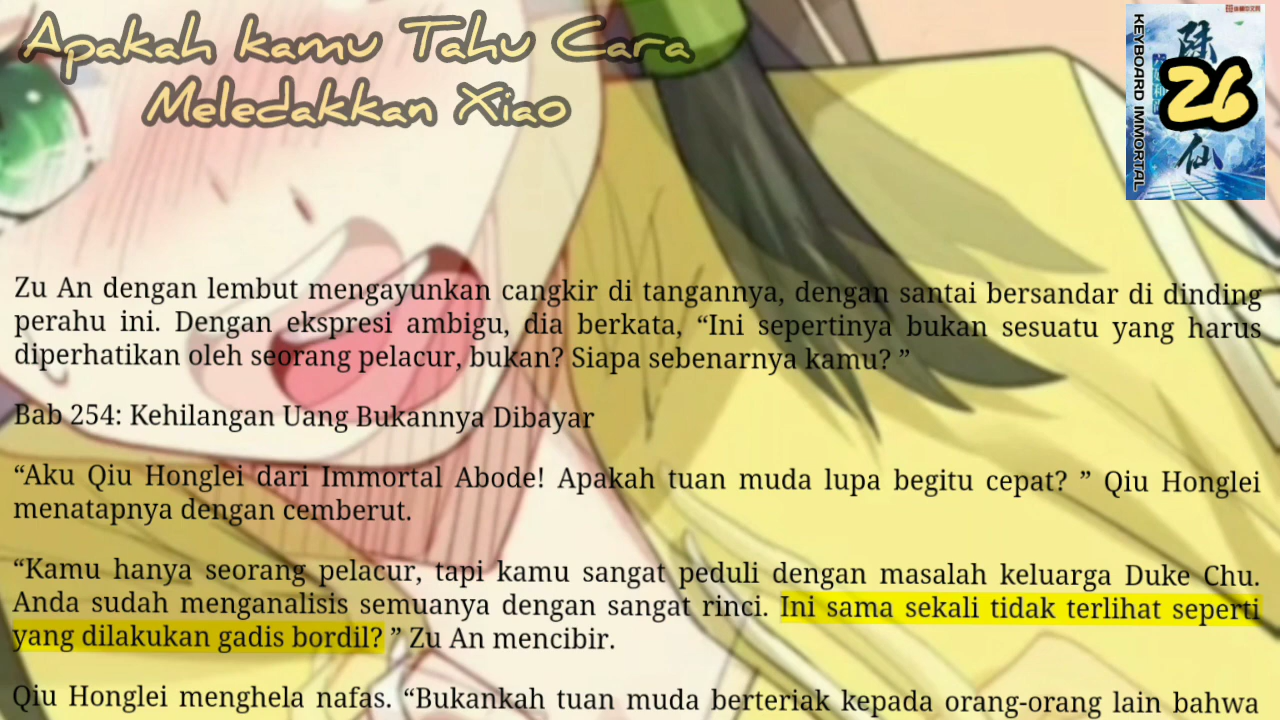 Apakah kamu Tahu Cara
Meledakkan Xiao
KEYBOARD IMMORTAL
陆
仙
26
Zu An dengan lembut mengayunkan cangkir di tangannya, dengan santai bersandar di dinding
perahu ini. Dengan ekspresi ambigu, dia berkata, “Ini sepertinya bukan sesuatu yang harus
diperhatikan oleh seorang pelacur, bukan? Siapa sebenarnya kamu? ”
Bab 254: Kehilangan Uang Bukannya Dibayar
“Aku Qiu Honglei dari Immortal Abode! Apakah tuan muda lupa begitu cepat? ” Qiu Honglei
menatapnya dengan cemberut.
“Kamu hanya seorang pelacur, tapi kamu sangat peduli dengan masalah keluarga Duke Chu.
Anda sudah menganalisis semuanya dengan sangat rinci. Ini sama sekali tidak terlihat seperti
yang dilakukan gadis bordil? ” Zu An mencibir.
Qiu Honglei menghela nafas. “Bukankah tuan muda berteriak kepada orang-orang lain bahwa